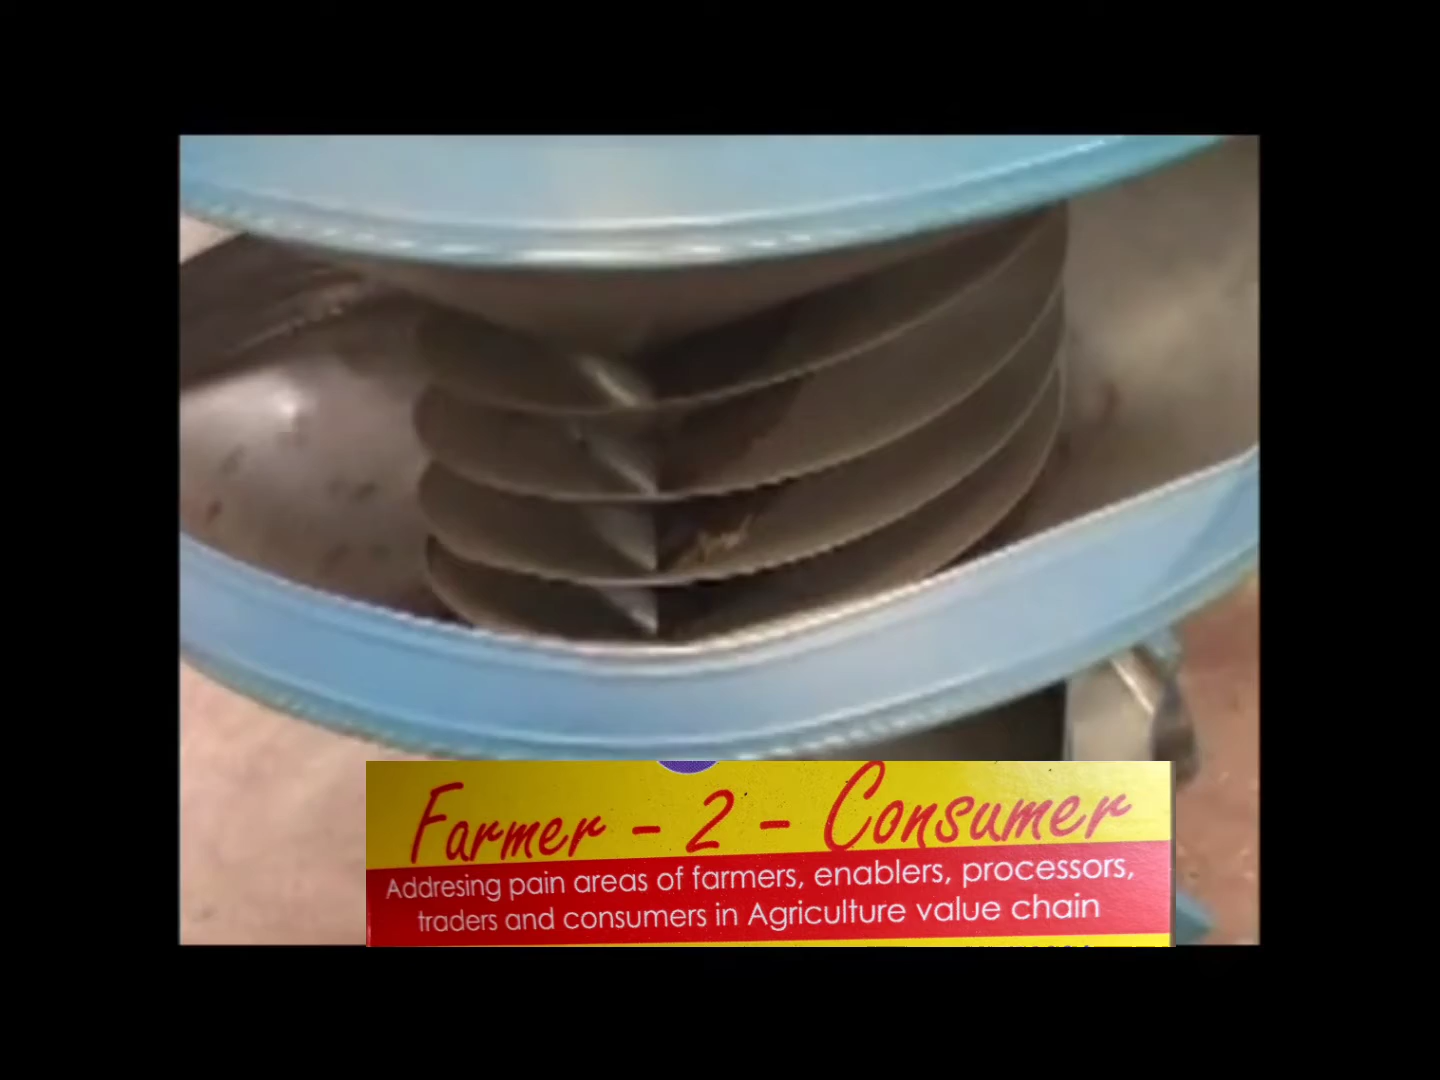 Farmer - 2 - Consumer
Addresing pain areas of farmers, enablers, processors,
traders and consumers in Agriculture value chain